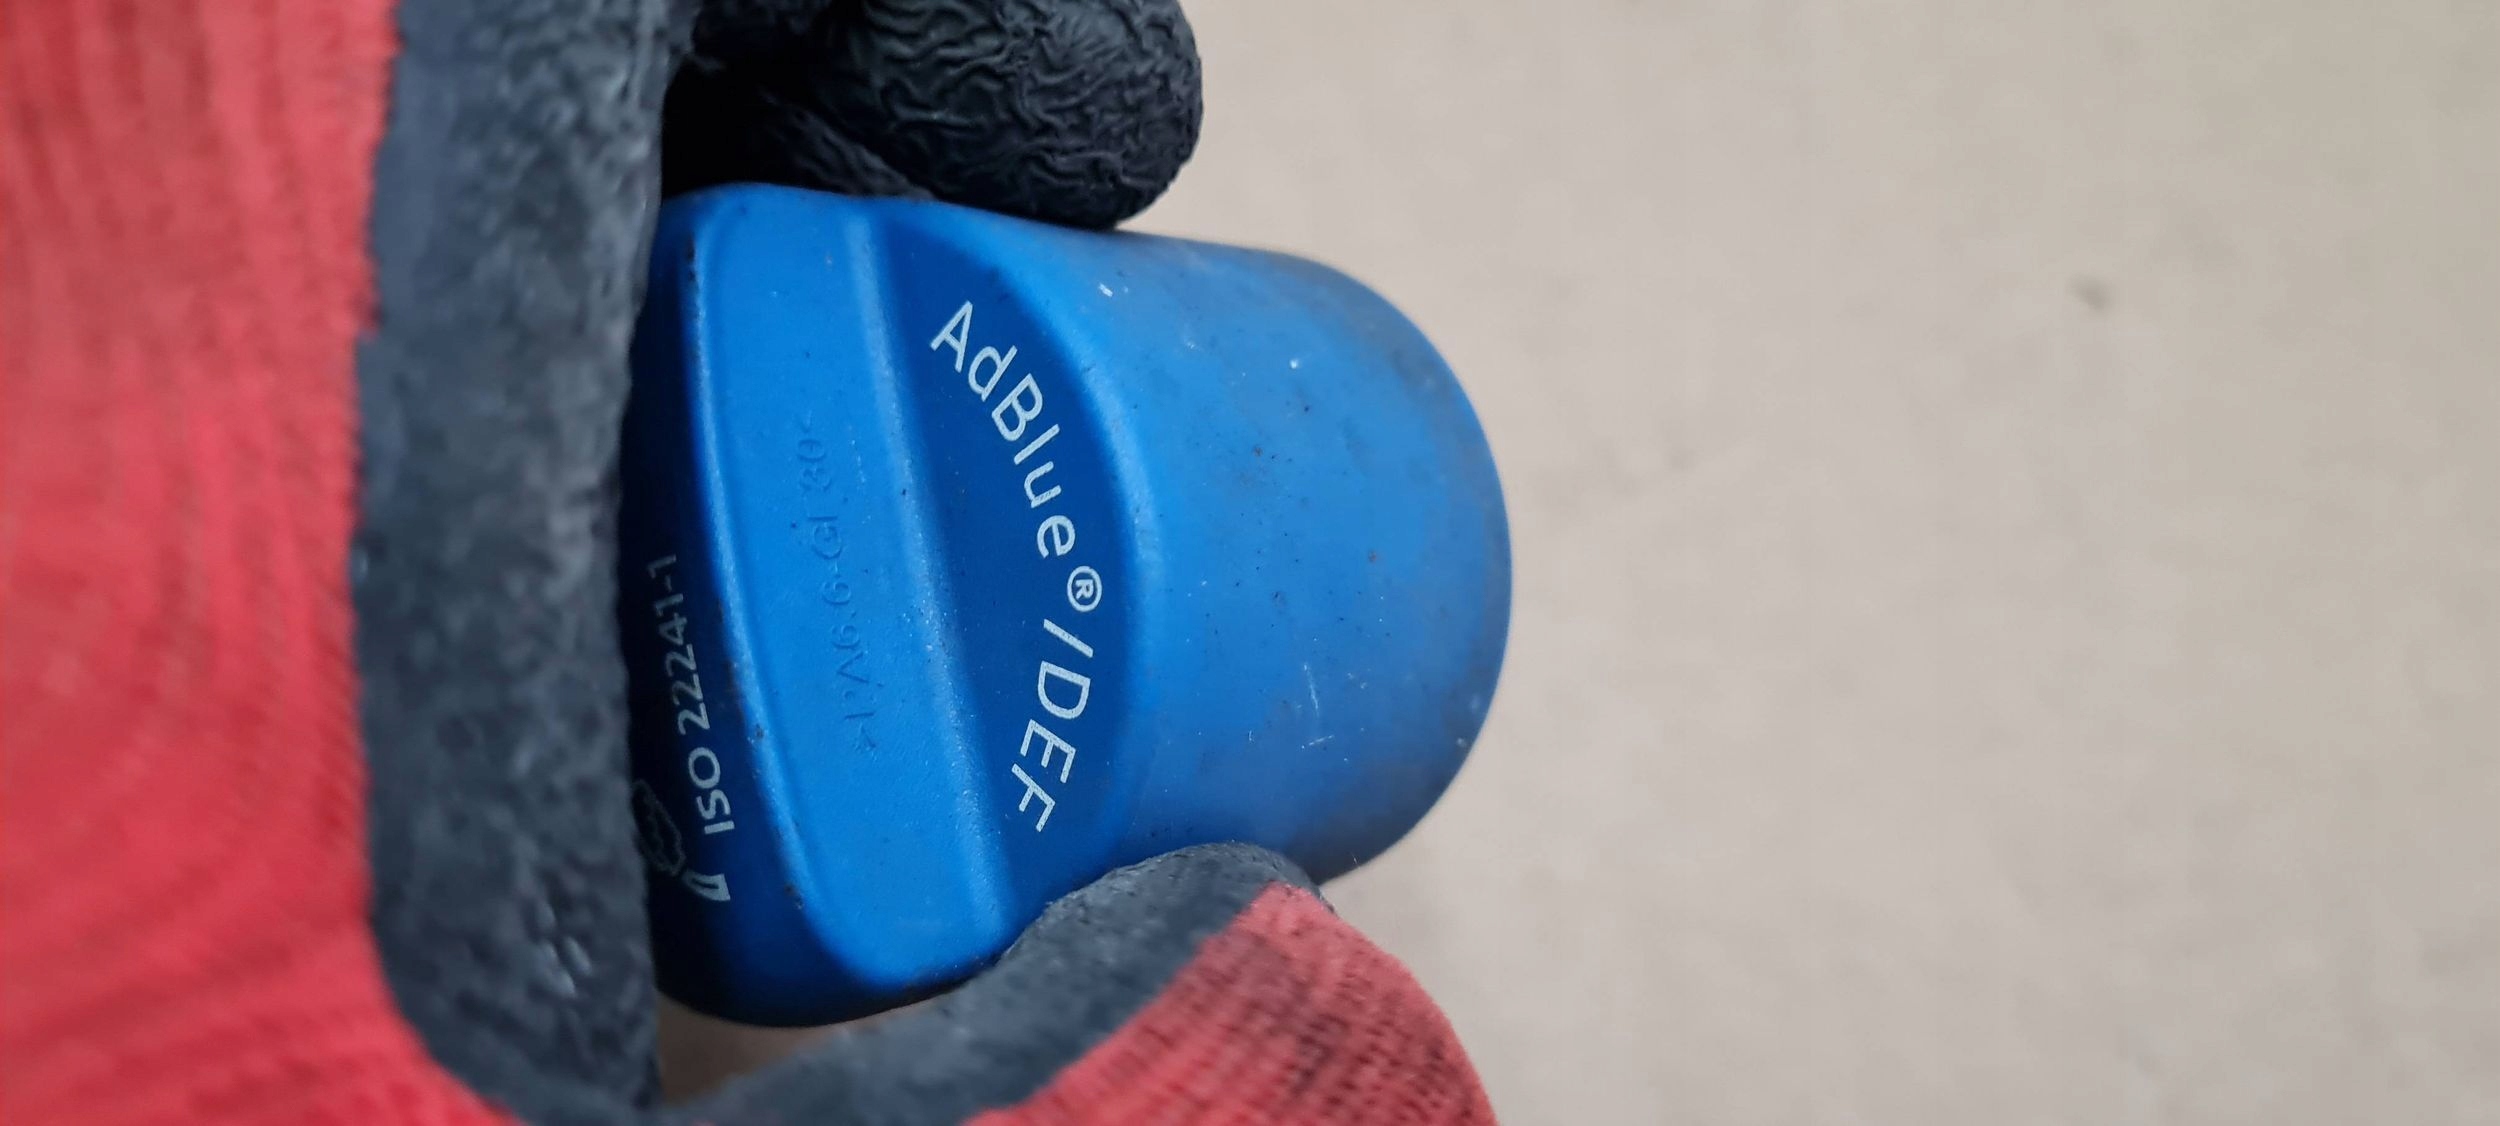 AdBlue®/DEF
>PA6.6-GF30<
ISO 22241-1